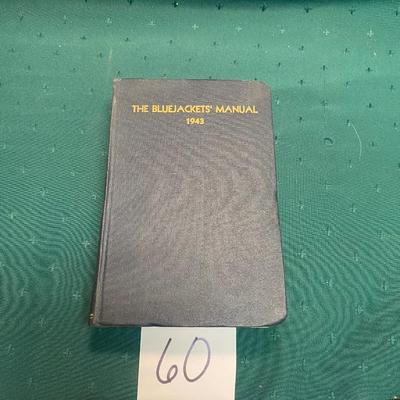 THE BLUEJACKETS' MANUAL
1943
60